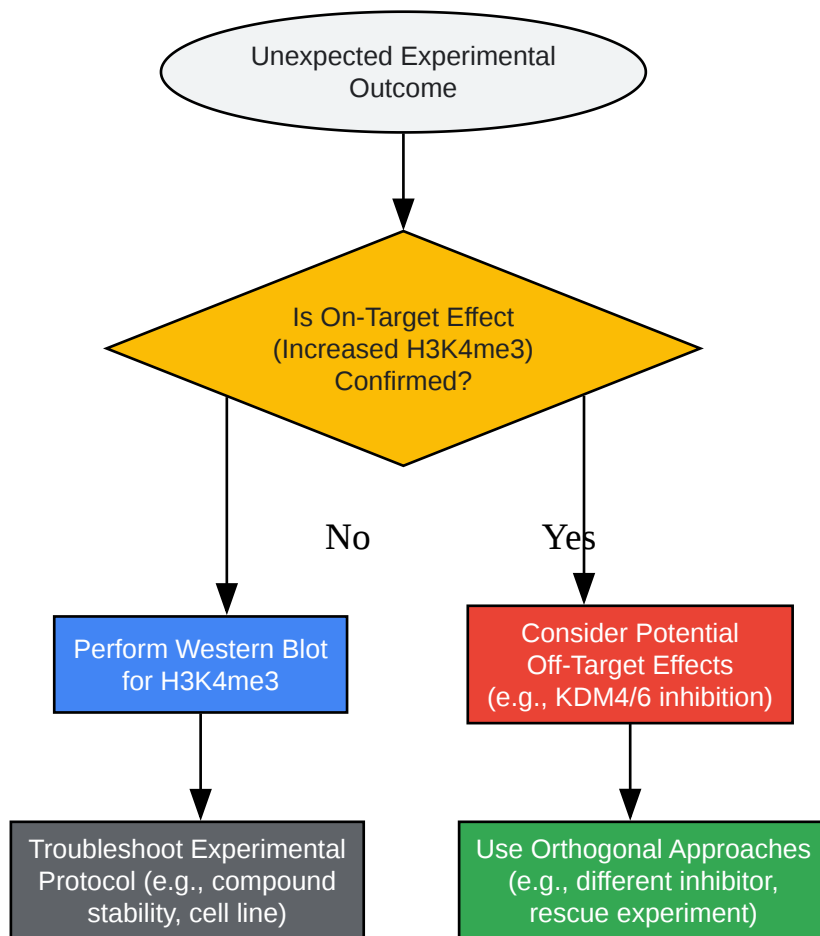 Unexpected Experimental
Outcome
Is On-Target Effect
(Increased H3K4me3)
Confirmed?
No
Yes
Perform Western Blot
for H3K4me3
Consider Potential
Off-Target Effects
(e.g., KDM4/6 inhibition)
Troubleshoot Experimental
Protocol (e.g., compound
stability, cell line)
Use Orthogonal Approaches
(e.g., different inhibitor,
rescue experiment)